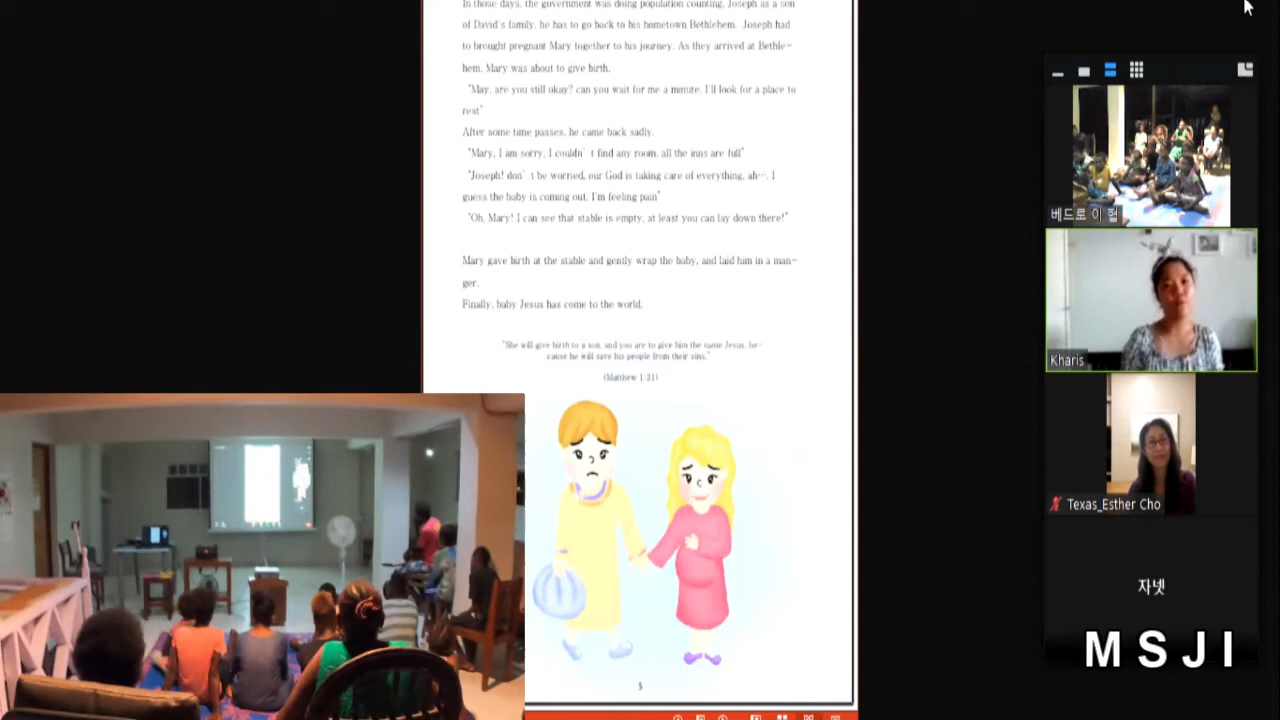 In those days, the government was doing population counting, Joseph as a son
of David's family, he has to go back to his hometown Bethlehem. Joseph had
to brought pregnant Mary together to his journey. As they arrived at Bethle-
hem, Mary was about to give birth.
"May, are you still okay? can you wait for me a minute, I'll look for a place to
rest"
After some time passes, he came back sadly.
"Mary, I am sorry, I couldn't find any room, all the inns are full"
"Joseph! don't be worried, our God is taking care of everything, ah…. I
guess the baby is coming out, I'm feeling pain"
"Oh, Mary! I can see that stable is empty, at least you can lay down there!"
Mary gave birth at the stable and gently wrap the baby, and laid him in a man-
ger.
Finally, baby Jesus has come to the world.
"She will give birth to a son, and you are to give him the name Jesus, be-
cause he will save his people from their sins."
(Matthew 1:21)
5
베드로 이 협
Kharis
Texas_Esther Cho
자넷
MSJI